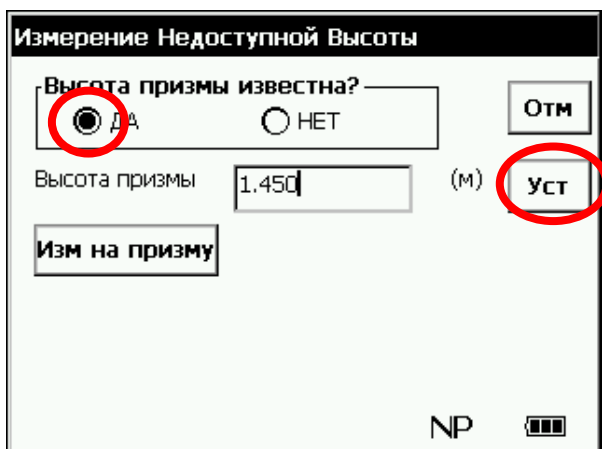 Измерение Недоступной Высоты
Высота призмы известна?
ДА НЕТ
Отм
Высота призмы 1.450 (м) Уст
Изм на призму
NP